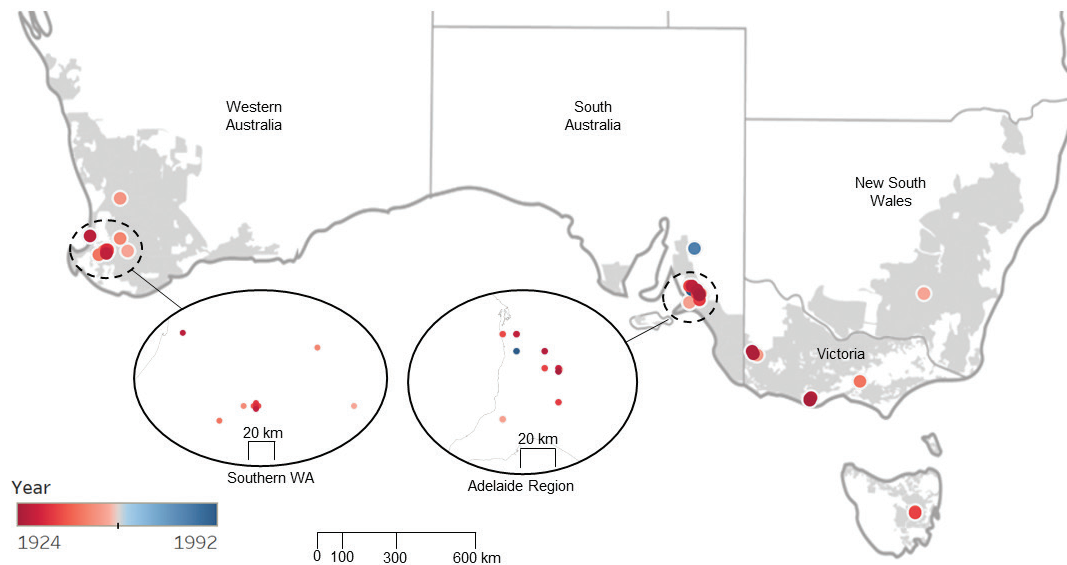 Western
Australia
South
Australia
New South
Wales
Victoria
20 km
Southern WA
20 km
Adelaide Region
Year
1924
1992
0 100 300 600 km